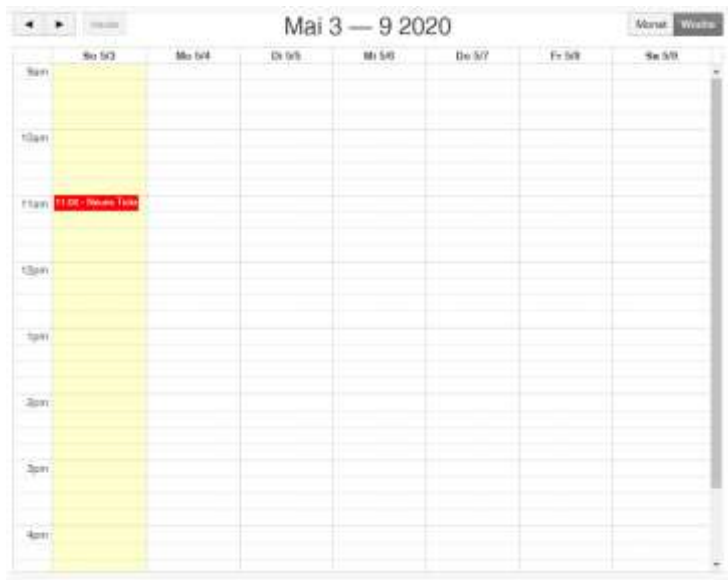 ◄ ► heute
Mai 3 — 9 2020
Monat Woche
So 5/3 Mo 5/4 Di 5/5 Mi 5/6 Do 5/7 Fr 5/8 Sa 5/9
9am
10am
11am 11:00 - Neues Ticke
12pm
1pm
2pm
3pm
4pm